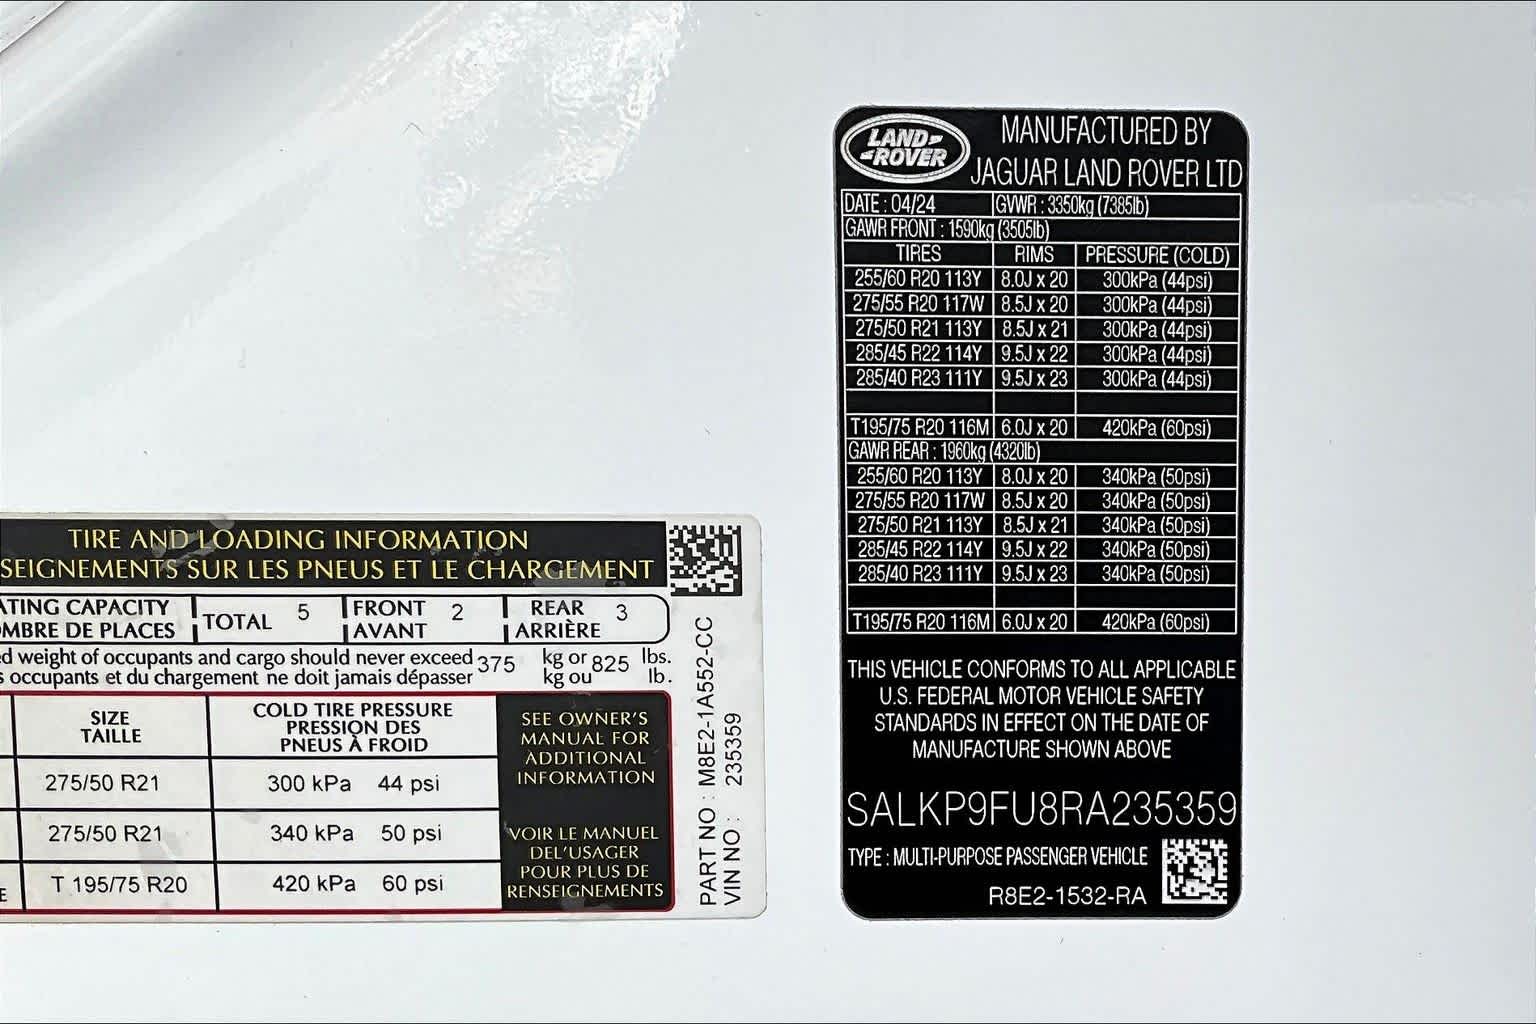 TIRE AND LOADING INFORMATION
SEIGNEMENTS SUR LES PNEUS ET LE CHARGEMENT
ATING CAPACITY TOTAL 5 FRONT 2 REAR 3
MBRE DE PLACES AVANT ARRIÈRE
d weight of occupants and cargo should never exceed 375 kg or 825 lbs.
s occupants et du chargement ne doit jamais dépasser kg ou lb.
SIZE
TAILLE
COLD TIRE PRESSURE
PRESSION DES
PNEUS À FROID
275/50 R21 300 kPa 44 psi
275/50 R21 340 kPa 50 psi
E T 195/75 R20 420 kPa 60 psi
SEE OWNER'S
MANUAL FOR
ADDITIONAL
INFORMATION
VOIR LE MANUEL
DEL'USAGER
POUR PLUS DE
RENSEIGNEMENTS
PART NO : M8E2-1A552-CC
VIN NO : 235359
LAND-
-ROVER
MANUFACTURED BY
JAGUAR LAND ROVER LTD
DATE : 04/24 GVWR : 3350kg (7385lb)
GAWR FRONT : 1590kg (3505lb)
TIRES RIMS PRESSURE (COLD)
255/60 R20 113Y 8.0J x 20 300kPa (44psi)
275/55 R20 117W 8.5J x 20 300kPa (44psi)
275/50 R21 113Y 8.5J x 21 300kPa (44psi)
285/45 R22 114Y 9.5J x 22 300kPa (44psi)
285/40 R23 111Y 9.5J x 23 300kPa (44psi)
T195/75 R20 116M 6.0J x 20 420kPa (60psi)
GAWR REAR : 1960kg (4320lb)
255/60 R20 113Y 8.0J x 20 340kPa (50psi)
275/55 R20 117W 8.5J x 20 340kPa (50psi)
275/50 R21 113Y 8.5J x 21 340kPa (50psi)
285/45 R22 114Y 9.5J x 22 340kPa (50psi)
285/40 R23 111Y 9.5J x 23 340kPa (50psi)
T195/75 R20 116M 6.0J x 20 420kPa (60psi)
THIS VEHICLE CONFORMS TO ALL APPLICABLE
U.S. FEDERAL MOTOR VEHICLE SAFETY
STANDARDS IN EFFECT ON THE DATE OF
MANUFACTURE SHOWN ABOVE
SALKP9FU8RA235359
TYPE : MULTI-PURPOSE PASSENGER VEHICLE
R8E2-1532-RA